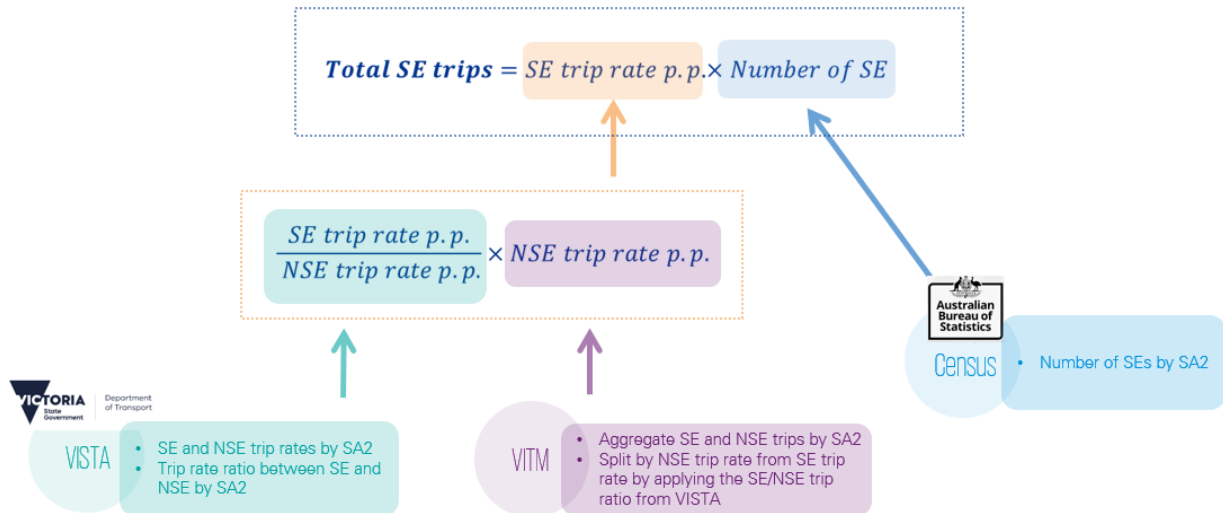 Total SE trips = SE trip rate p.p.× Number of SE
SE trip rate p.p.
NSE trip rate p.p.
× NSE trip rate p.p.
Australian
Bureau of
Statistics
Census
• Number of SEs by SA2
VICTORIA
State
Government
Department
of Transport
VISTA
• SE and NSE trip rates by SA2
• Trip rate ratio between SE and
NSE by SA2
VITM
• Aggregate SE and NSE trips by SA2
• Split by NSE trip rate from SE trip
rate by applying the SE/NSE trip
ratio from VISTA